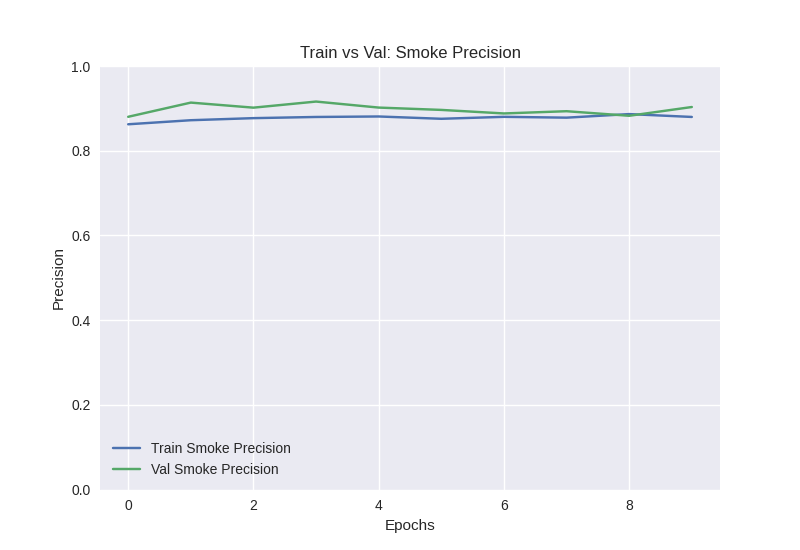 Train vs Val: Smoke Precision
1.0
0.8
0.6
0.4
0.2
0.0
Precision
Train Smoke Precision
Val Smoke Precision
0 2 4 6 8
Epochs